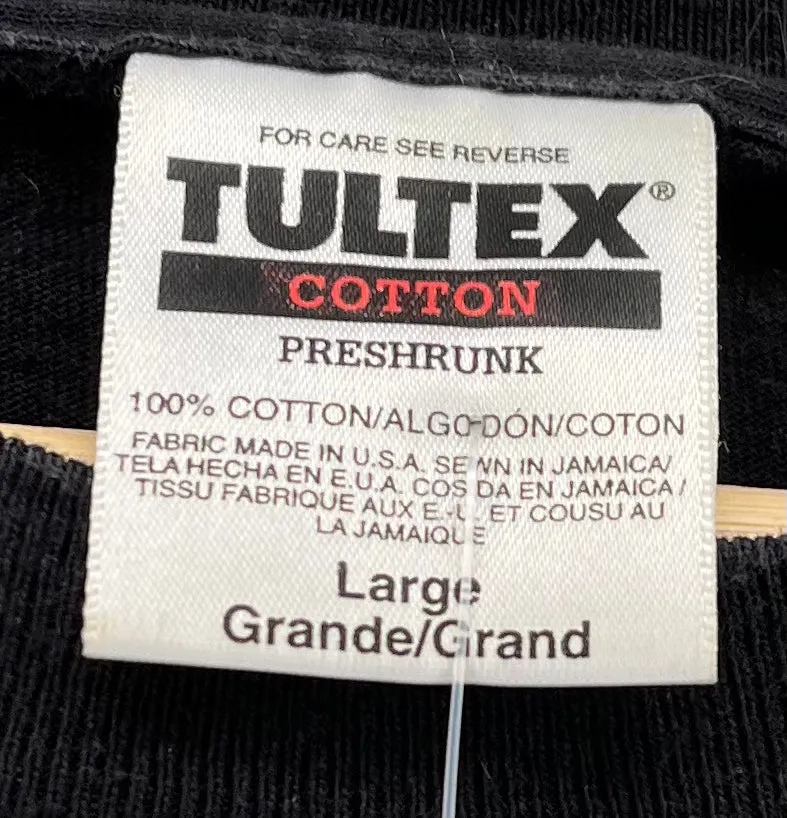 FOR CARE SEE REVERSE
TULTEX®
COTTON
PRESHRUNK
100% COTTON/ALGODÓN/COTON
FABRIC MADE IN U.S.A. SEWN IN JAMAICA/
TELA HECHA EN E.U.A. COSIDA EN JAMAICA/
TISSU FABRIQUE AUX E.-U. ET COUSU AU
LA JAMAIQUE
Large
Grande/Grand